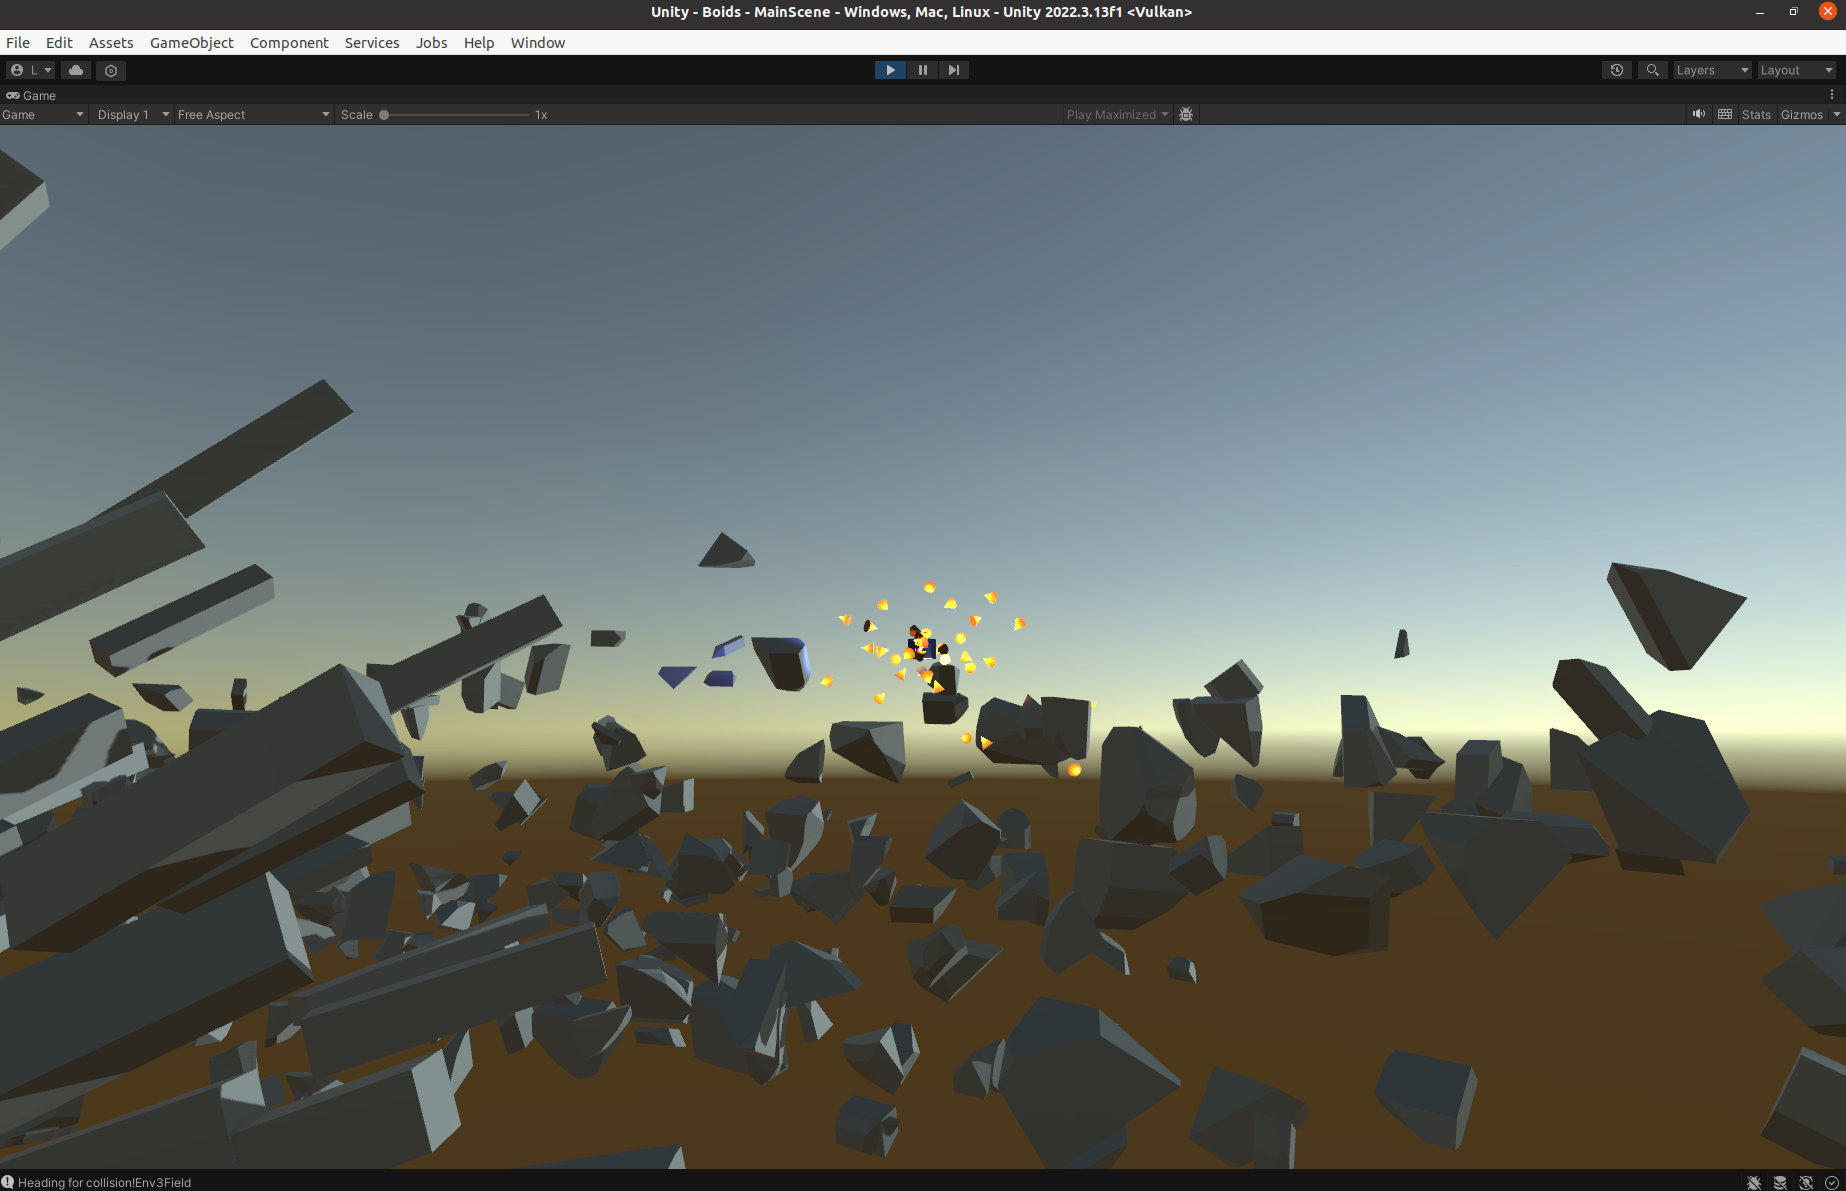 Unity - Boids - MainScene - Windows, Mac, Linux - Unity 2022.3.13f1 <Vulkan>
File Edit Assets GameObject Component Services Jobs Help Window
L Layers Layout
Game
Game Display 1 Free Aspect Scale 1x Play Maximized Stats Gizmos
Heading for collision!Env3Field